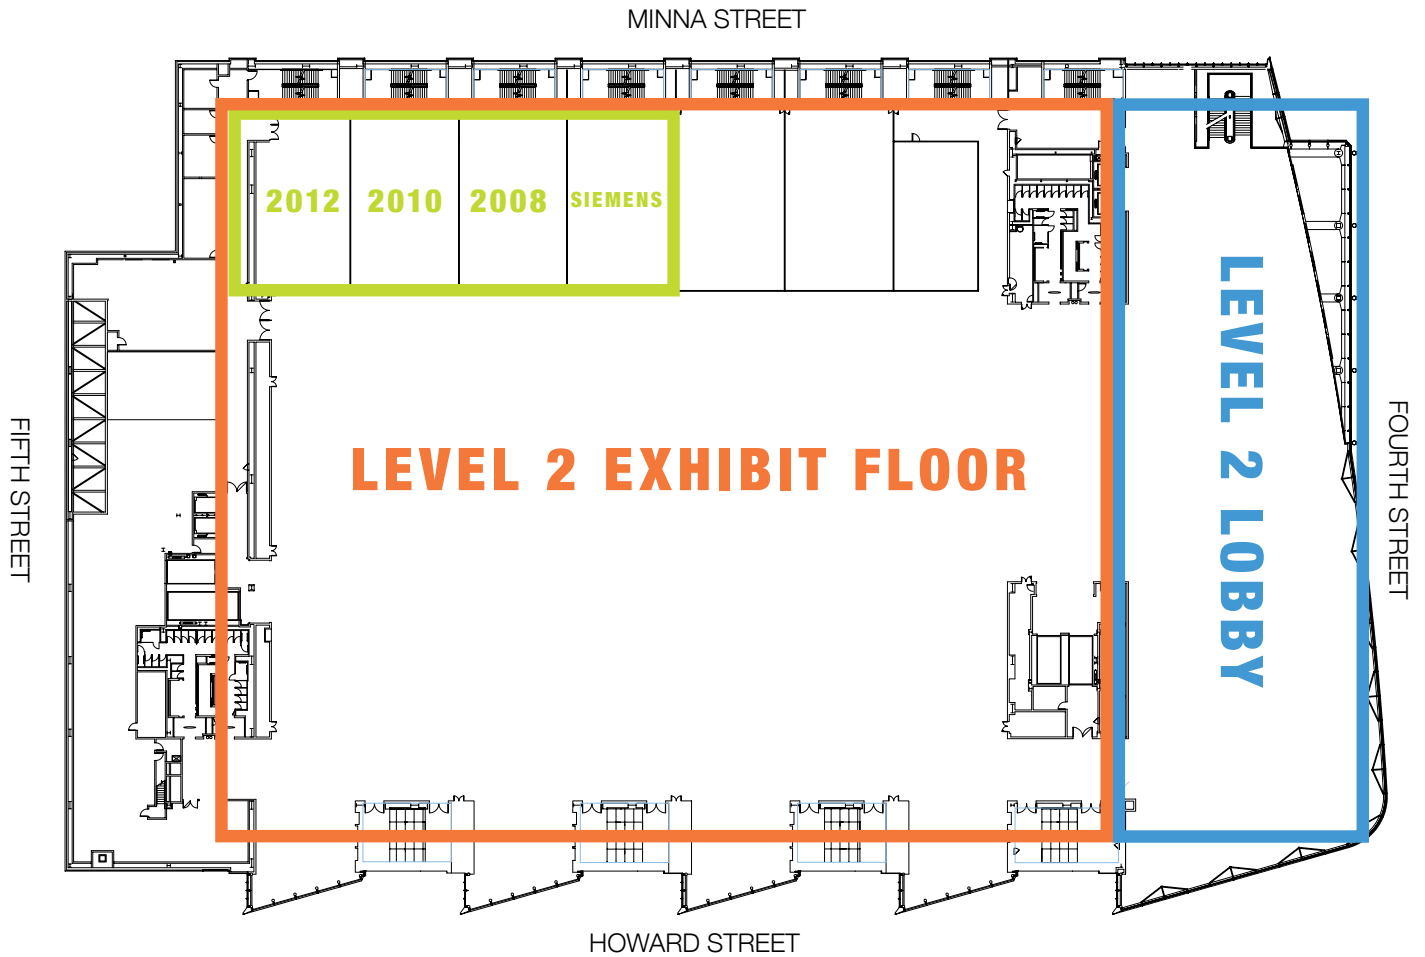 MINNA STREET
2012
2010
2008
SIEMENS
LEVEL 2 EXHIBIT FLOOR
LEVEL 2 LOBBY
FIFTH STREET
FOURTH STREET
HOWARD STREET